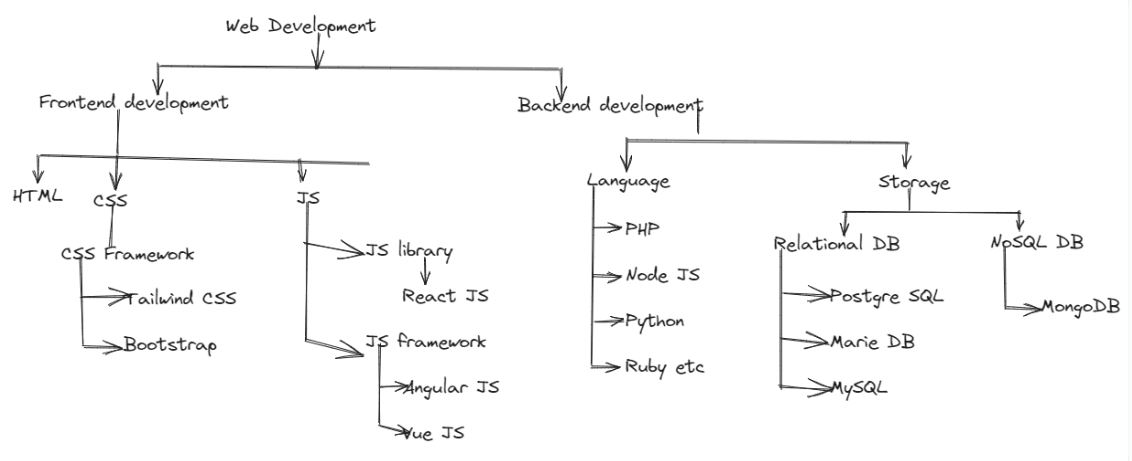 Web Development
Frontend development
Backend development
HTML
CSS
JS
CSS Framework
Tailwind CSS
Bootstrap
JS library
React JS
JS framework
Angular JS
Vue JS
Language
PHP
Node JS
Python
Ruby etc
Storage
Relational DB
Postgre SQL
Marie DB
MySQL
NoSQL DB
MongoDB